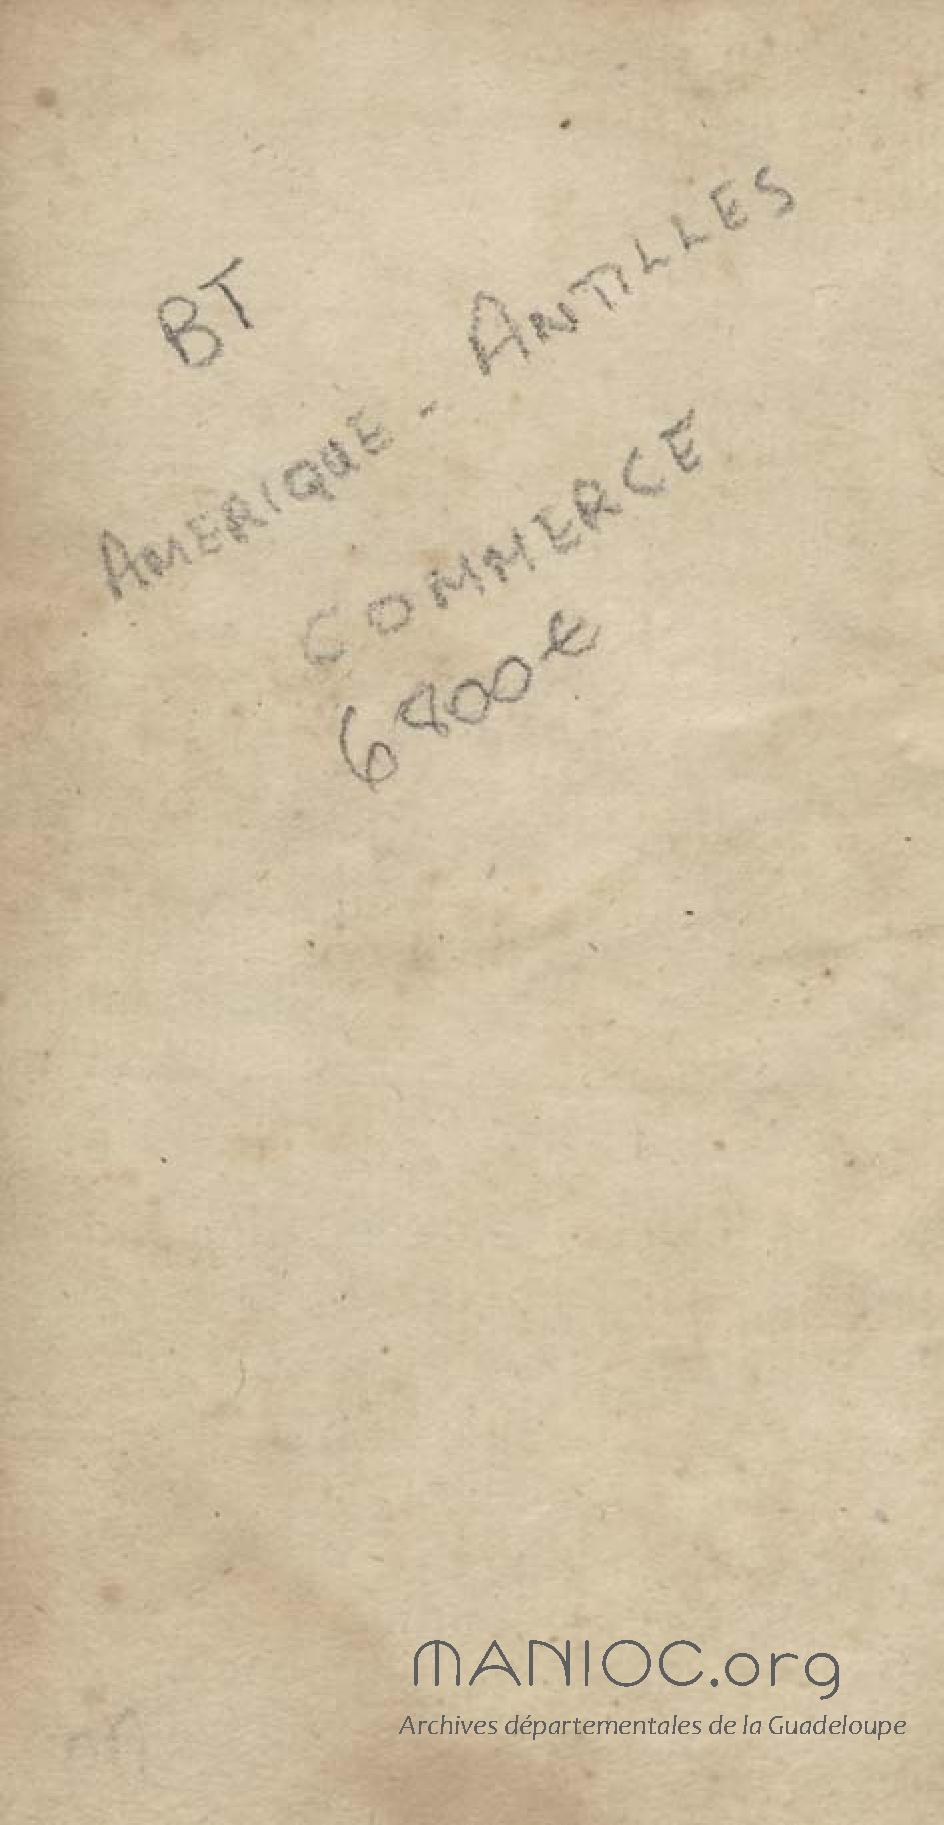 BT
AMERIQUE - ANTILLES
COMMERCE
6800€
MANIOC.org
Archives départementales de la Guadeloupe